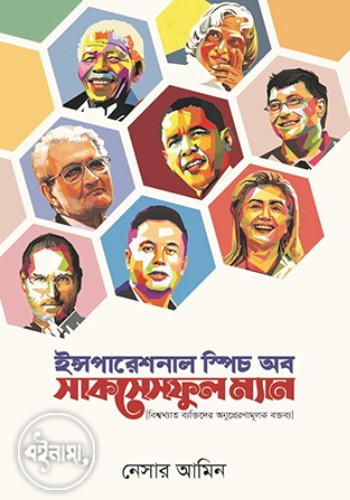 ইন্সপারেশনাল স্পিচ অব
সাকসেসফুল ম্যান
[বিশ্বখ্যাত ব্যক্তিদের অনুপ্রেরণামূলক বক্তব্য]
বইনামা
নেসার আমিন